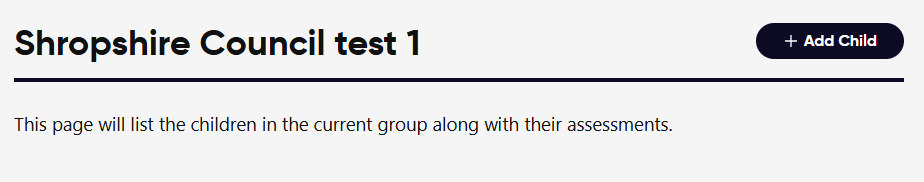 Shropshire Council test 1
+ Add Child
This page will list the children in the current group along with their assessments.